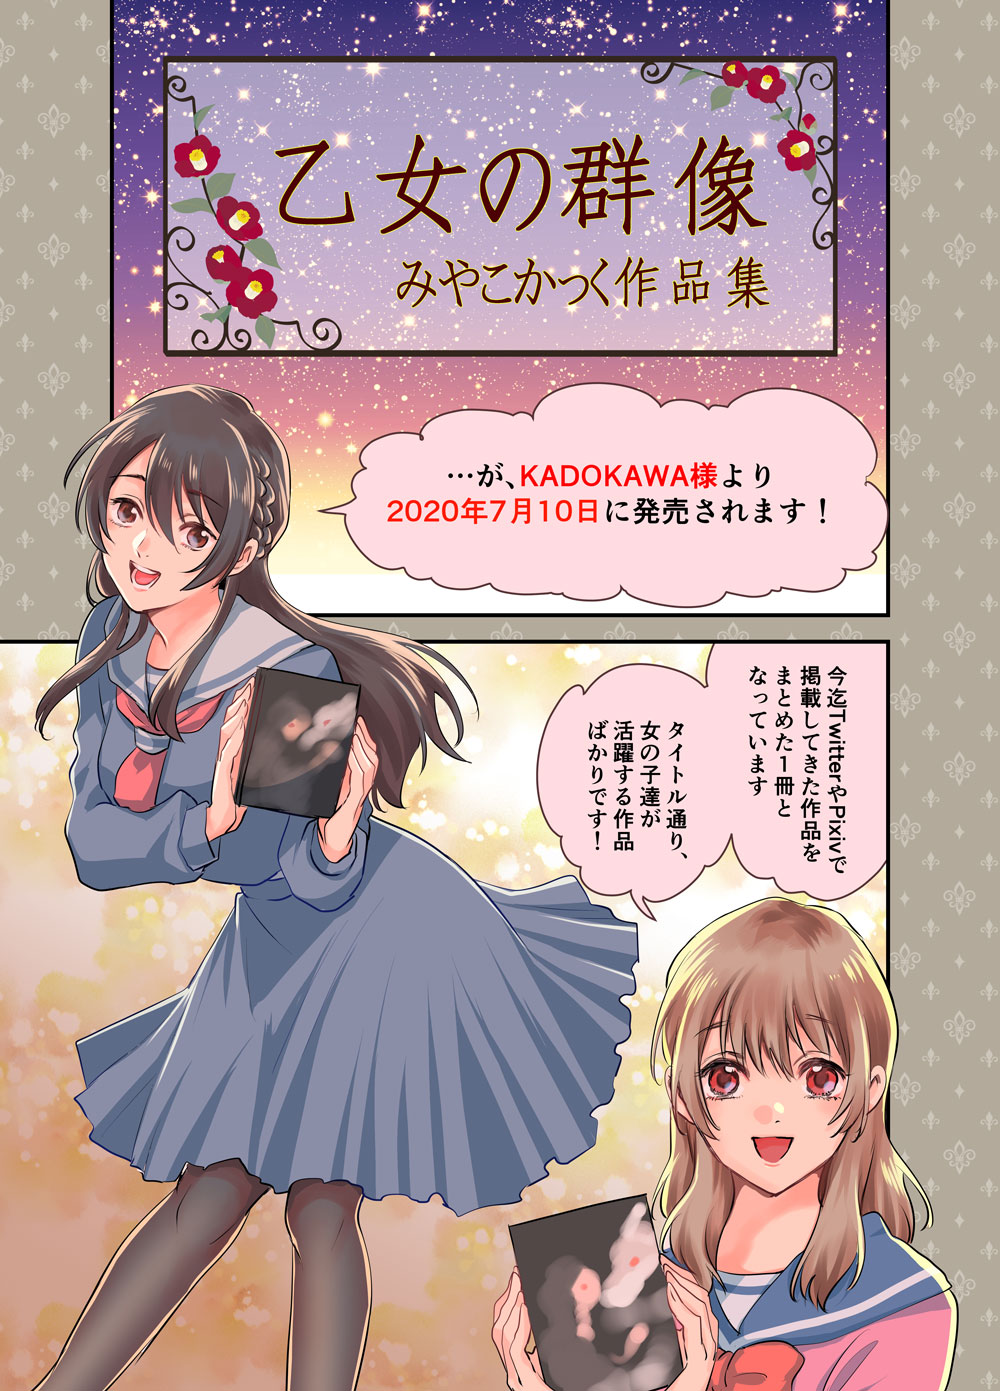 乙女の群像
みやこかっく作品集
…が、KADOKAWA様より
2020年7月10日に発売されます！
今迄TwitterやPixivで
掲載してきた作品を
まとめた1冊と
なっています
タイトル通り、
女の子達が
活躍する作品
ばかりです！